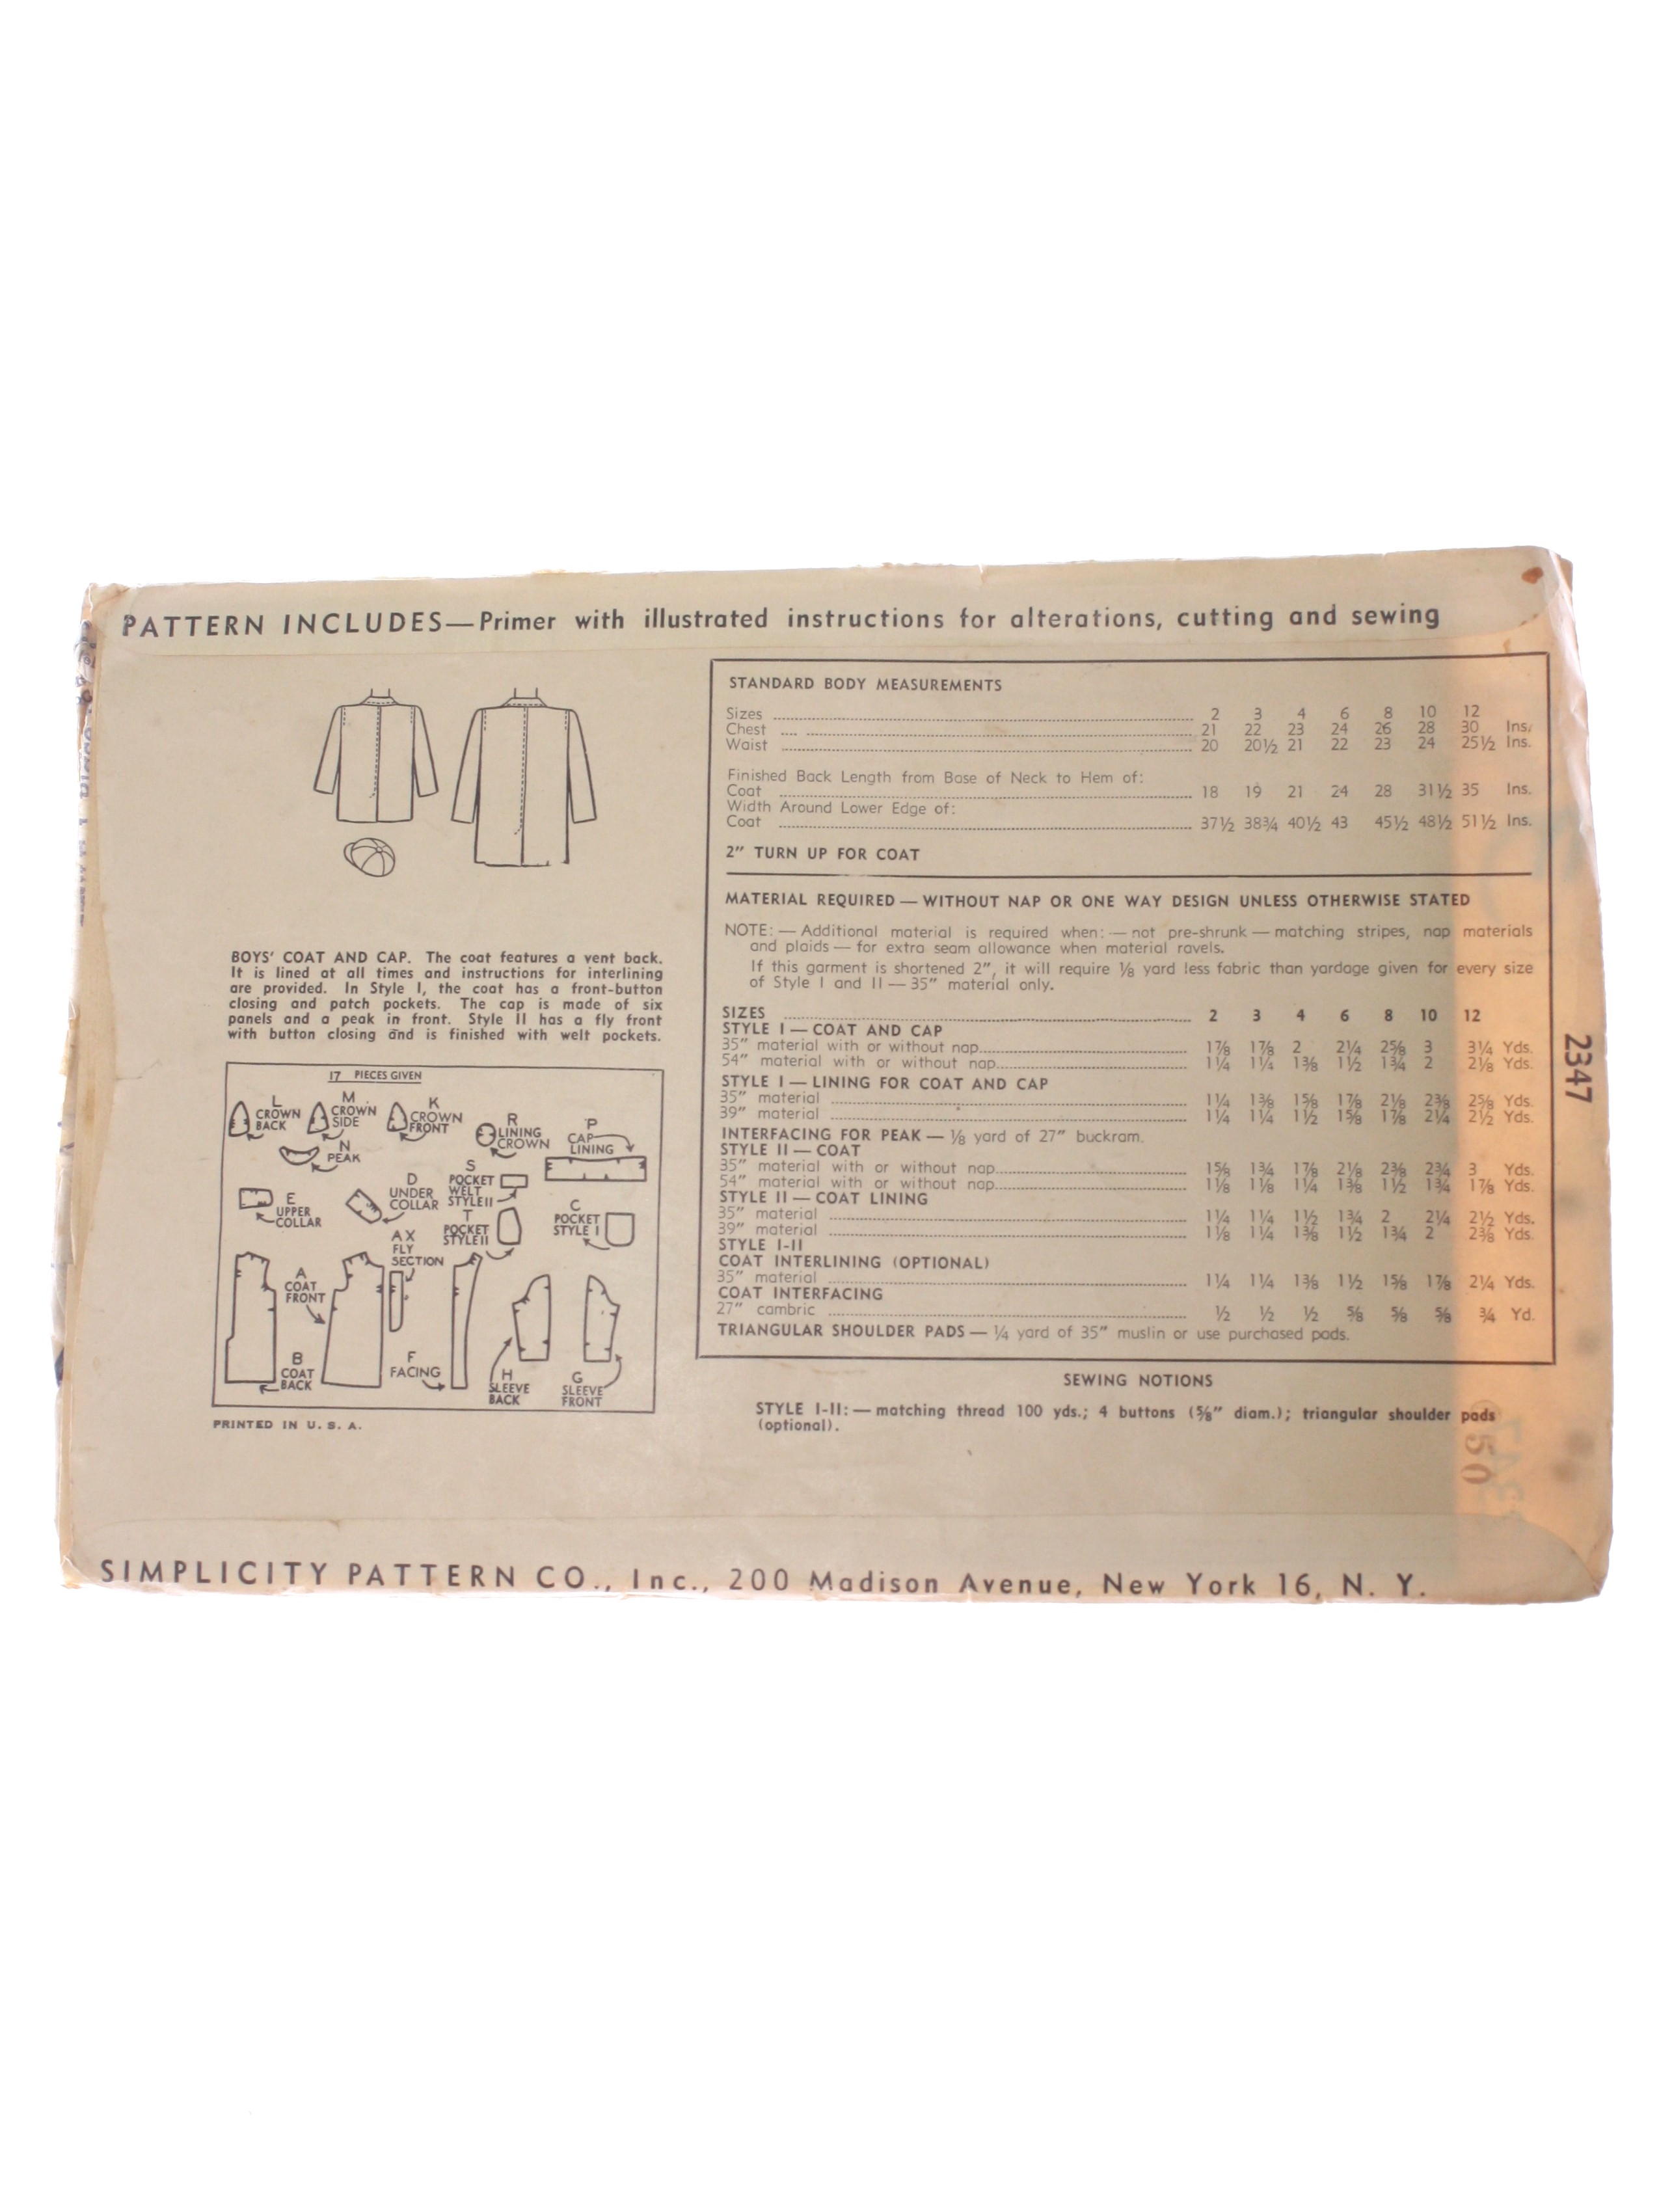 PATTERN INCLUDES—Primer with illustrated instructions for alterations, cutting and sewing
BOYS' COAT AND CAP. The coat features a vent back.
It is lined at all times and instructions for interlining
are provided. In Style I, the coat has a front-button
closing and patch pockets. The cap is made of six
panels and a peak in front. Style II has a fly front
with button closing and is finished with welt pockets.
17 PIECES GIVEN
L
CROWN
BACK
M
CROWN
SIDE
K
CROWN
FRONT
R
LINING
CROWN
P
CAP
LINING
N
PEAK
E
UPPER
COLLAR
D
UNDER
COLLAR
S
POCKET
WELT
STYLE II
T
POCKET
STYLE II
C
POCKET
STYLE I
AX
FLY
SECTION
A
COAT
FRONT
B
COAT
BACK
F
FACING
H
SLEEVE
BACK
G
SLEEVE
FRONT
PRINTED IN U. S. A.
STANDARD BODY MEASUREMENTS
Sizes 2 3 4 6 8 10 12
Chest 21 22 23 24 26 28 30 Ins.
Waist 20 20½ 21 22 23 24 25½ Ins.
Finished Back Length from Base of Neck to Hem of:
Coat 18 19 21 24 28 31½ 35 Ins.
Width Around Lower Edge of:
Coat 37½ 38¾ 40½ 43 45½ 48½ 51½ Ins.
2" TURN UP FOR COAT
MATERIAL REQUIRED — WITHOUT NAP OR ONE WAY DESIGN UNLESS OTHERWISE STATED
NOTE: — Additional material is required when: — not pre-shrunk — matching stripes, nap materials
and plaids — for extra seam allowance when material ravels.
If this garment is shortened 2", it will require ⅛ yard less fabric than yardage given for every size
of Style I and II — 35" material only.
SIZES 2 3 4 6 8 10 12
STYLE I — COAT AND CAP
35" material with or without nap 1⅞ 1⅞ 2 2¼ 2⅝ 3 3¼ Yds.
54" material with or without nap 1¼ 1¼ 1⅜ 1½ 1¾ 2 2⅛ Yds.
STYLE I — LINING FOR COAT AND CAP
35" material 1¼ 1⅜ 1⅝ 1⅞ 2⅛ 2⅜ 2⅝ Yds.
39" material 1¼ 1¼ 1½ 1⅝ 1⅞ 2¼ 2½ Yds.
INTERFACING FOR PEAK — ⅛ yard of 27" buckram.
STYLE II — COAT
35" material with or without nap 1⅝ 1¾ 1⅞ 2⅛ 2⅜ 2¾ 3 Yds.
54" material with or without nap 1⅛ 1⅛ 1¼ 1⅜ 1½ 1¾ 1⅞ Yds.
STYLE II — COAT LINING
35" material 1¼ 1¼ 1½ 1¾ 2 2¼ 2½ Yds.
39" material 1⅛ 1¼ 1⅜ 1½ 1¾ 2 2⅜ Yds.
STYLE I-II
COAT INTERLINING (OPTIONAL)
35" material 1¼ 1¼ 1⅜ 1½ 1⅝ 1⅞ 2¼ Yds.
COAT INTERFACING
27" cambric ½ ½ ½ ⅝ ⅝ ⅝ ¾ Yd.
TRIANGULAR SHOULDER PADS — ¼ yard of 35" muslin or use purchased pads.
SEWING NOTIONS
STYLE I-II: — matching thread 100 yds.; 4 buttons (⅝" diam.); triangular shoulder pads
(optional).
2347
50
SIMPLICITY PATTERN CO., Inc., 200 Madison Avenue, New York 16, N. Y.